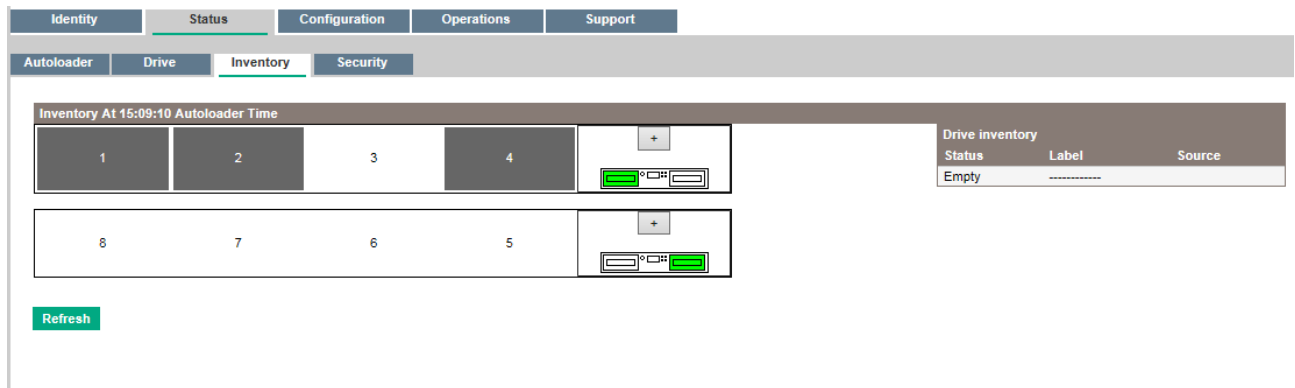 Identity Status Configuration Operations Support
Autoloader Drive Inventory Security
Inventory At 15:09:10 Autoloader Time
1 2 3 4 +
Drive inventory
Status Label Source
Empty ------------
8 7 6 5 +
Refresh